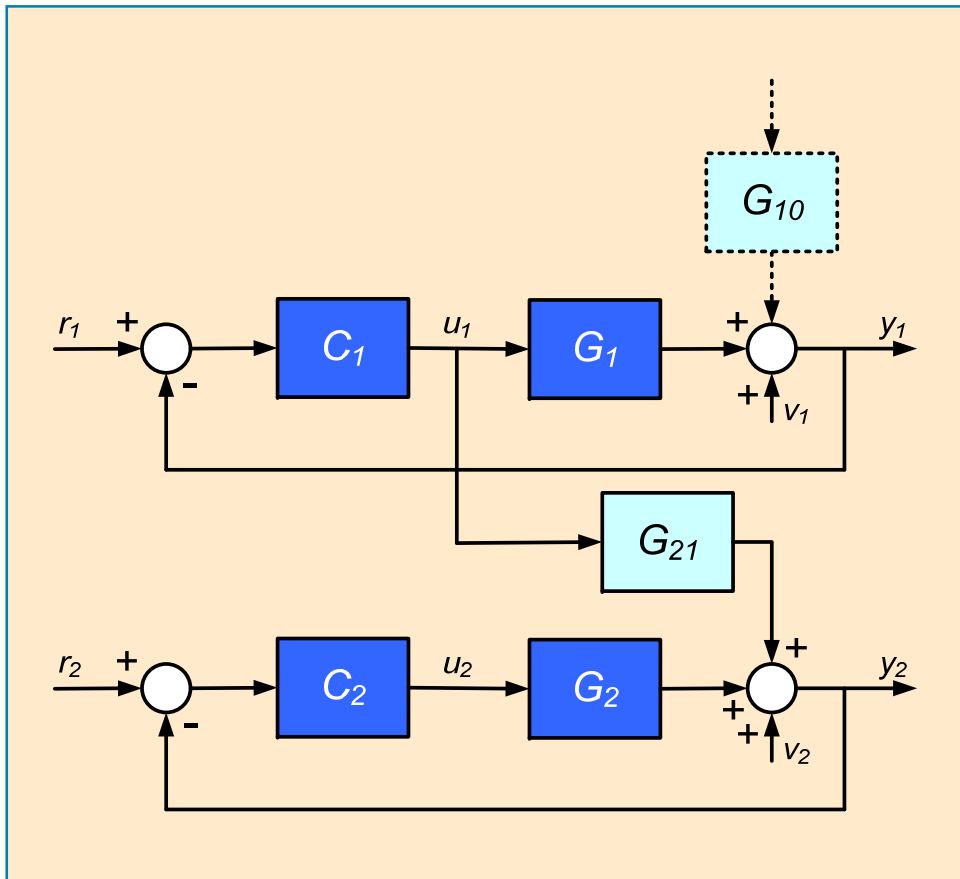 G10
r1 + C1 u1 G1 + y1
-
+ v1
G21
r2 + C2 u2 G2 + y2
-
+
+ v2